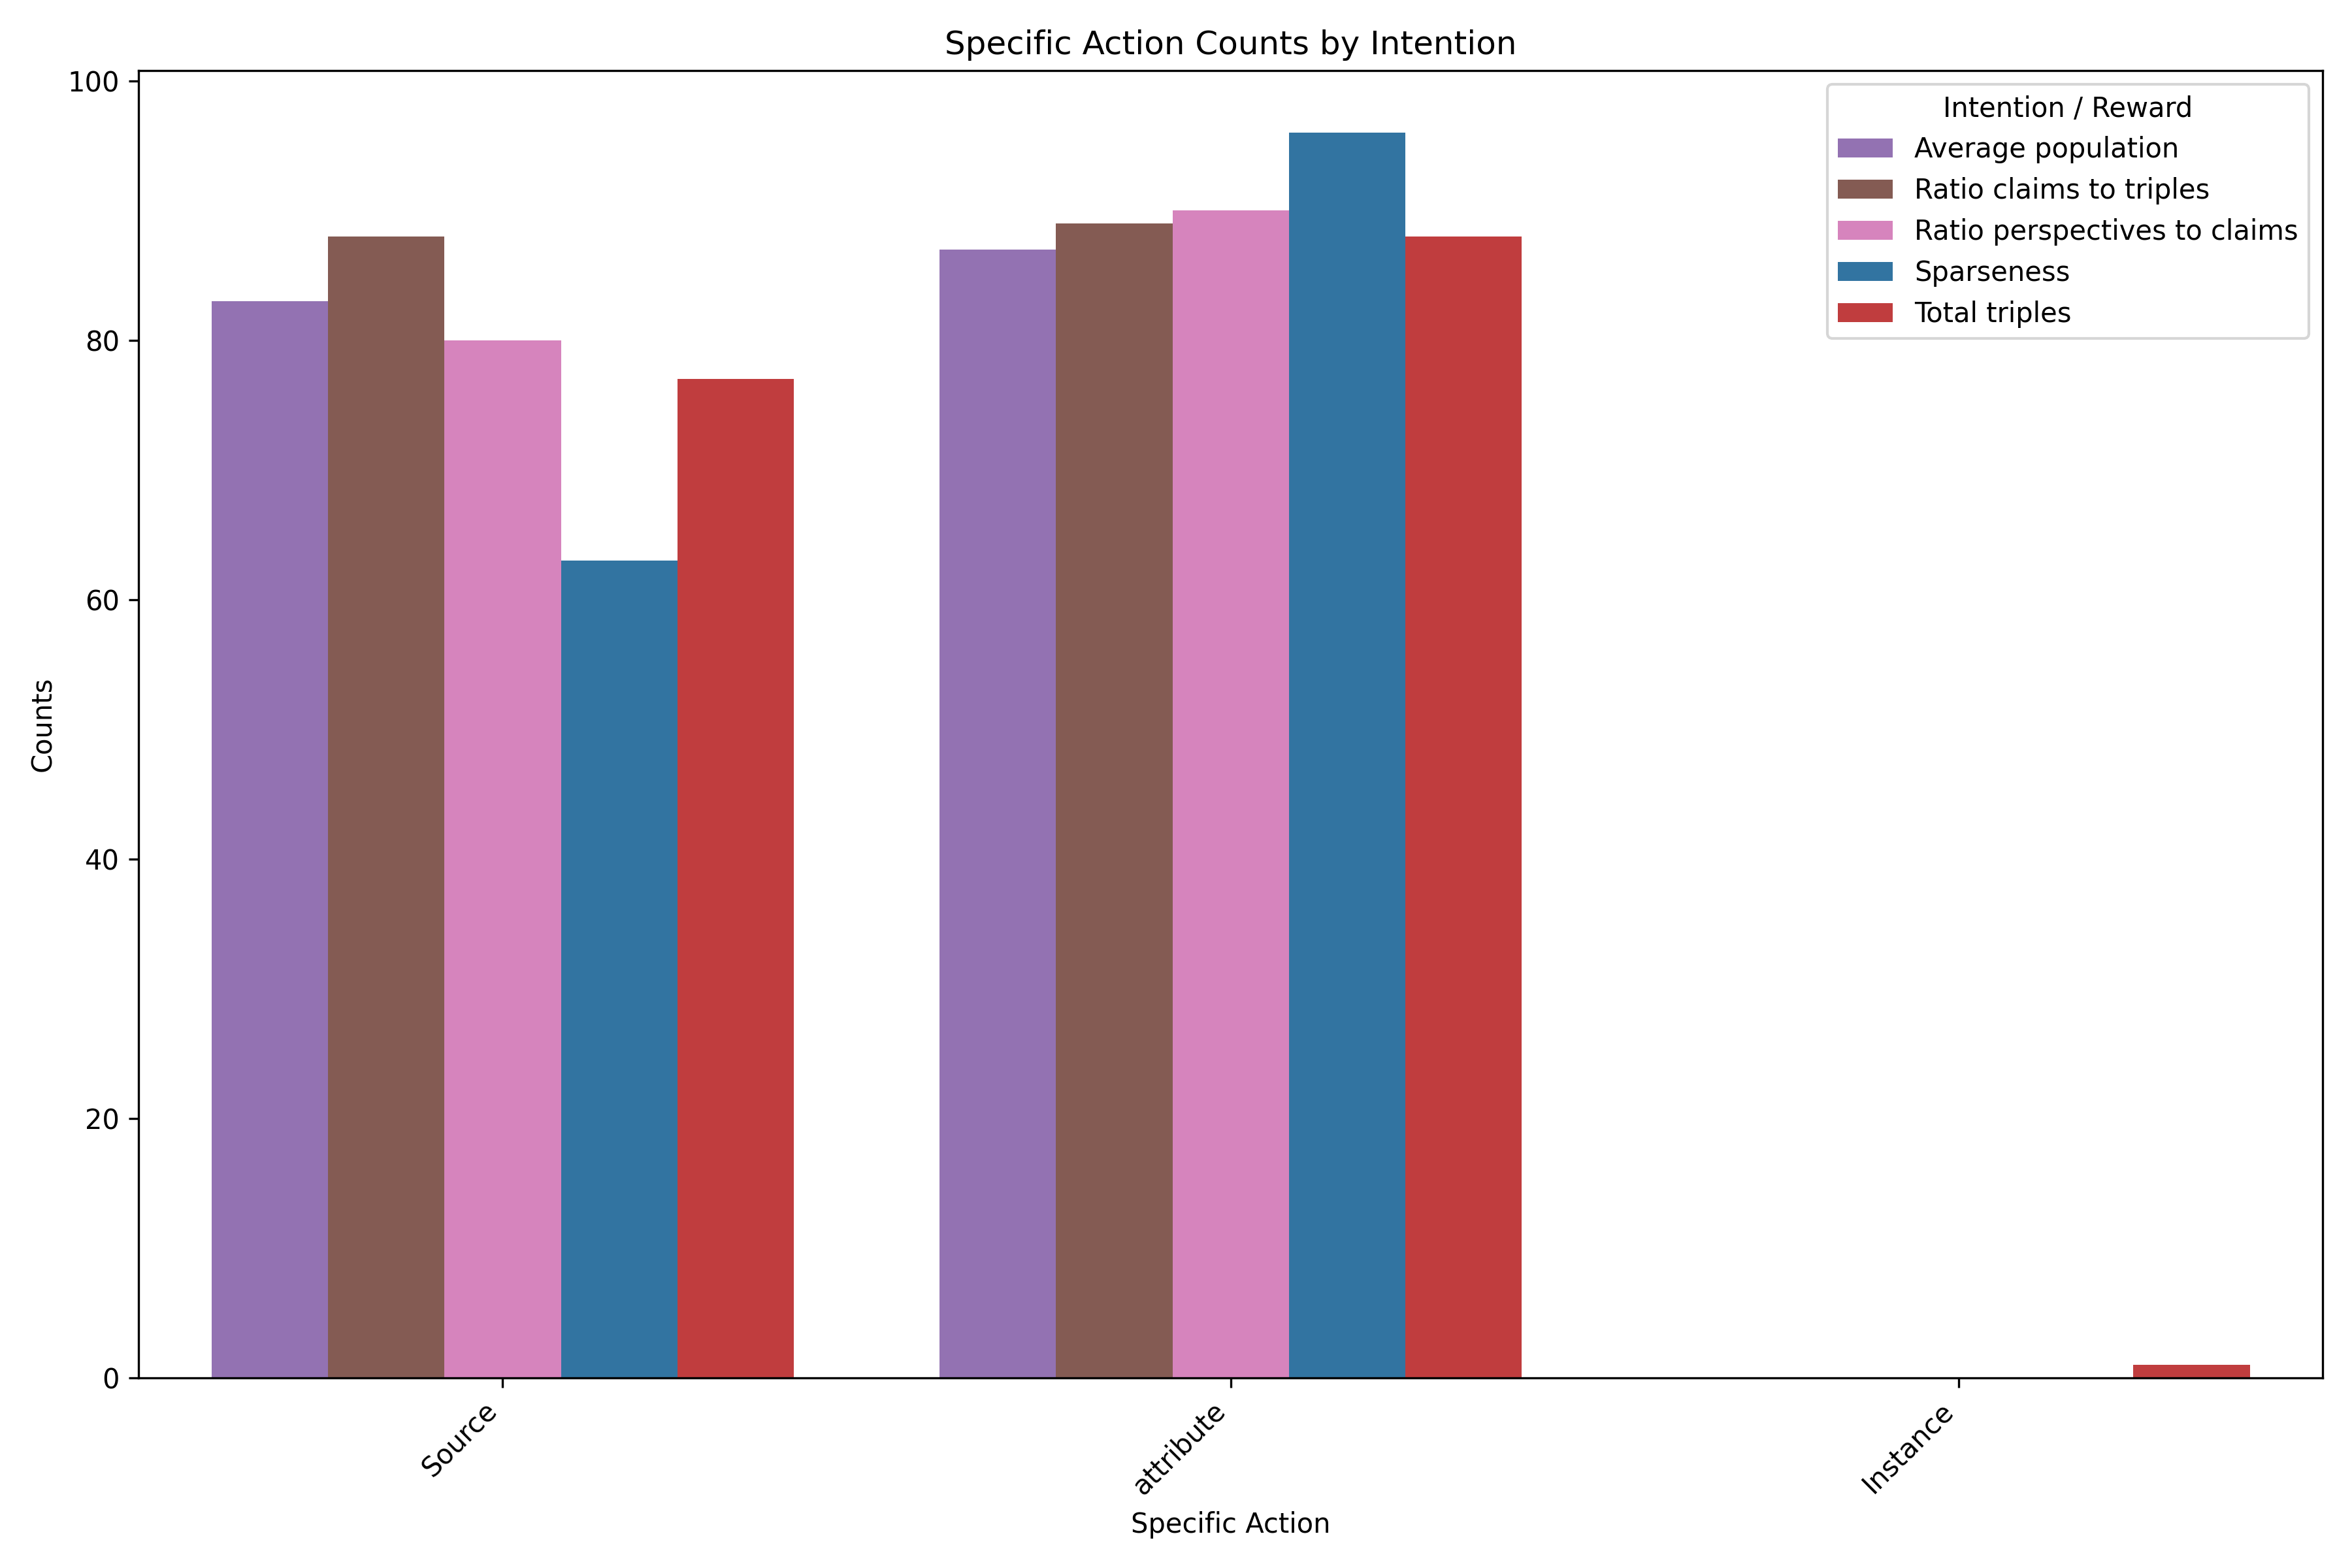 Specific Action Counts by Intention
Intention / Reward
Average population
Ratio claims to triples
Ratio perspectives to claims
Sparseness
Total triples
100
80
60
40
20
0
Counts
Source
attribute
Instance
Specific Action